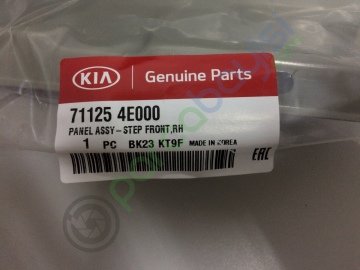 KIA Genuine Parts
71125 4E000
PANEL ASSY-STEP FRONT,RH
1 PC BK23 KT9F MADE IN KOREA
EAC